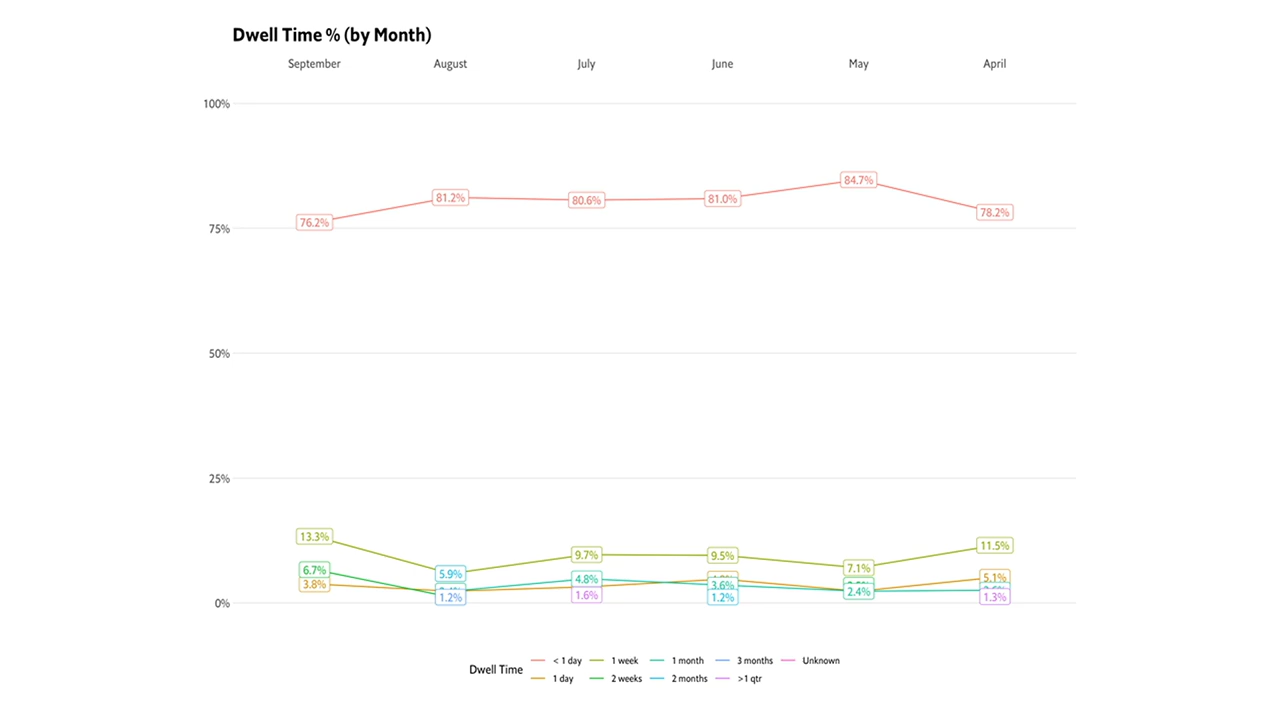 Dwell Time % (by Month)
September August July June May April
100%
84.7%
81.2% 80.6% 81.0%
76.2% 78.2%
75%
50%
25%
13.3% 11.5%
9.7% 9.5%
7.1%
6.7% 5.9%
3.8% 4.8% 3.6% 2.4% 5.1%
1.2% 1.6% 1.2% 1.3%
0%
Dwell Time
< 1 day 1 week 1 month 3 months Unknown
1 day 2 weeks 2 months >1 qtr